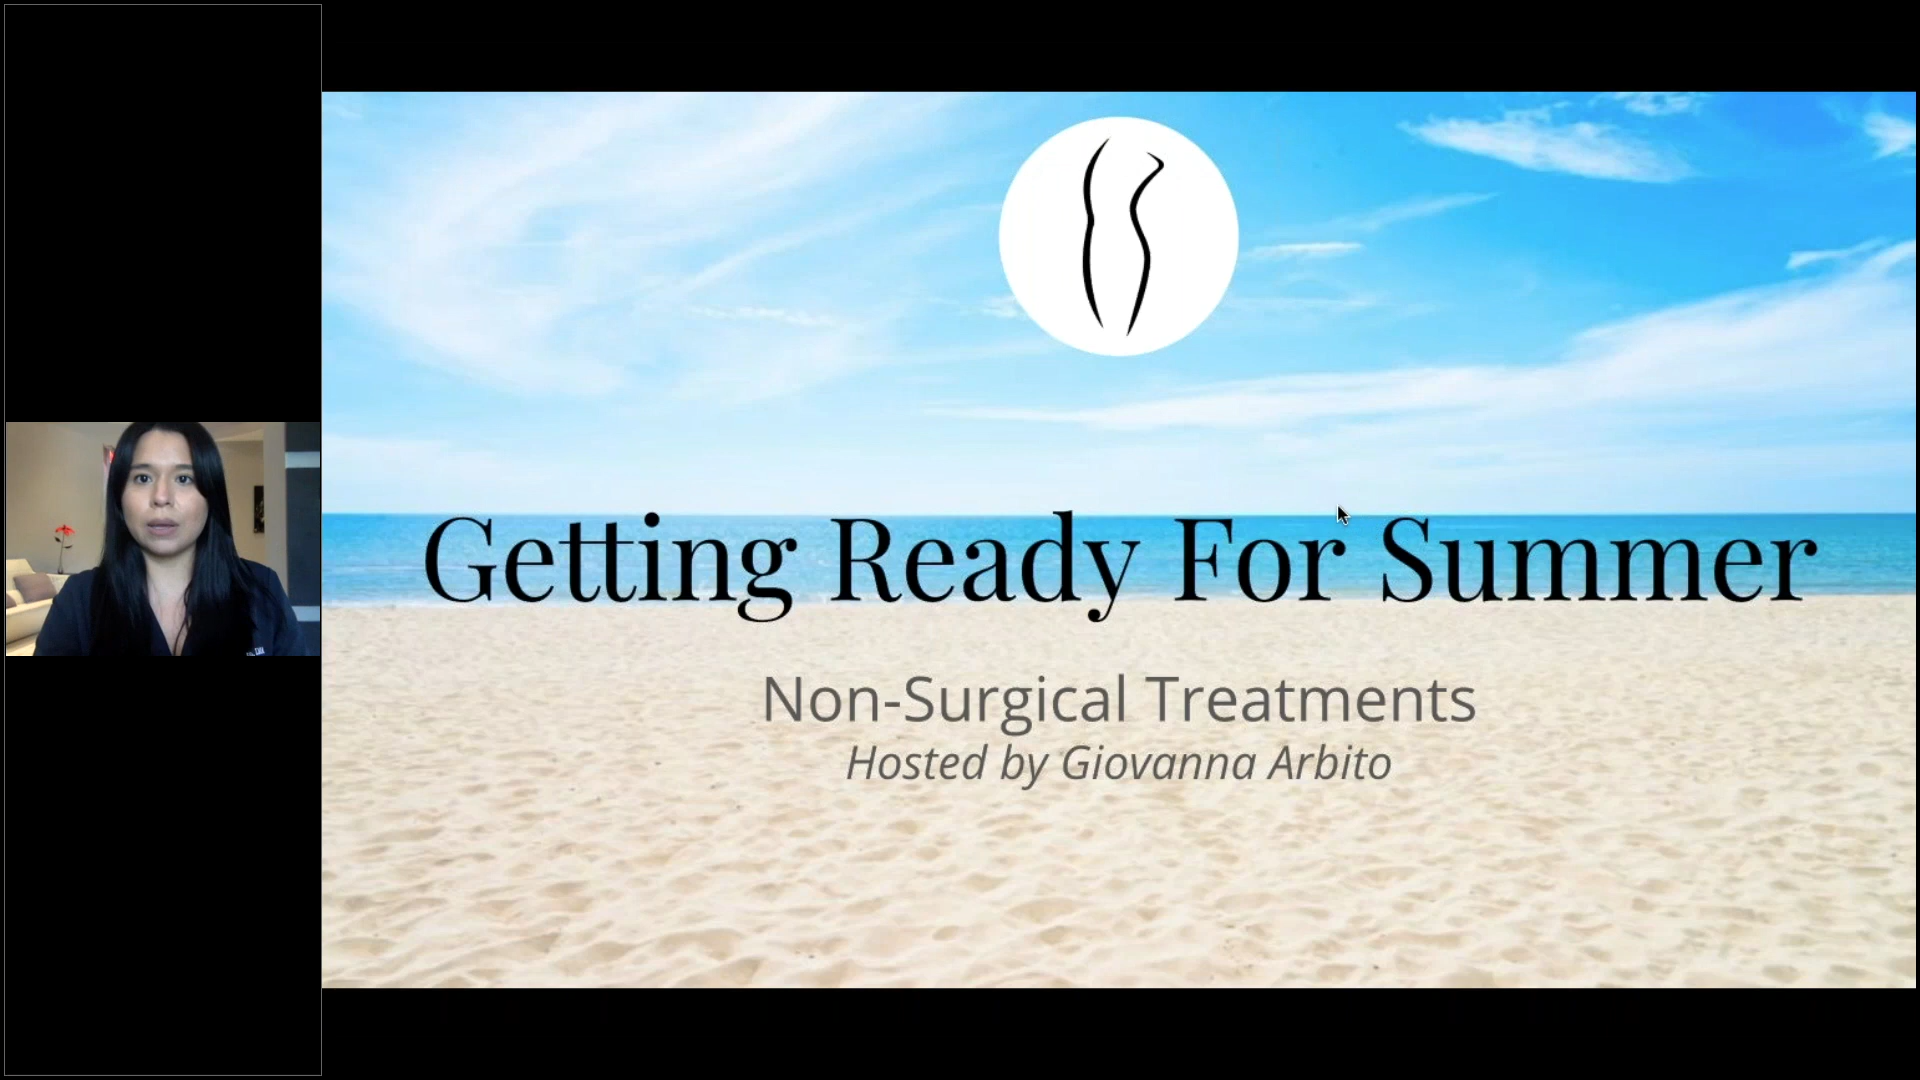 Getting Ready For Summer
Non-Surgical Treatments
Hosted by Giovanna Arbito